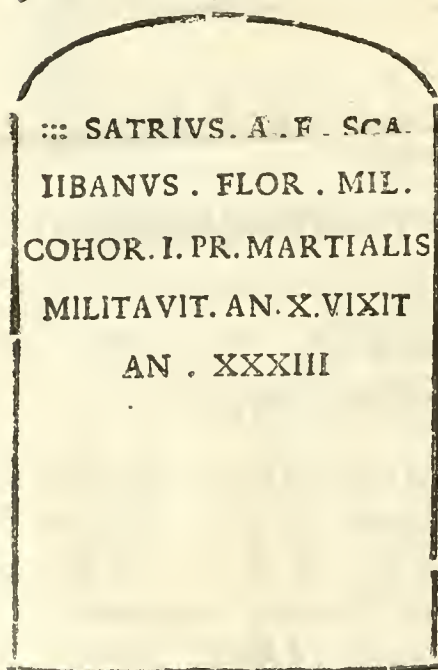 ::: SATRIVS. A. F. SCA.
IIBANVS . FLOR . MIL.
COHOR. I. PR. MARTIALIS
MILITAVIT. AN. X. VIXIT
AN . XXXIII